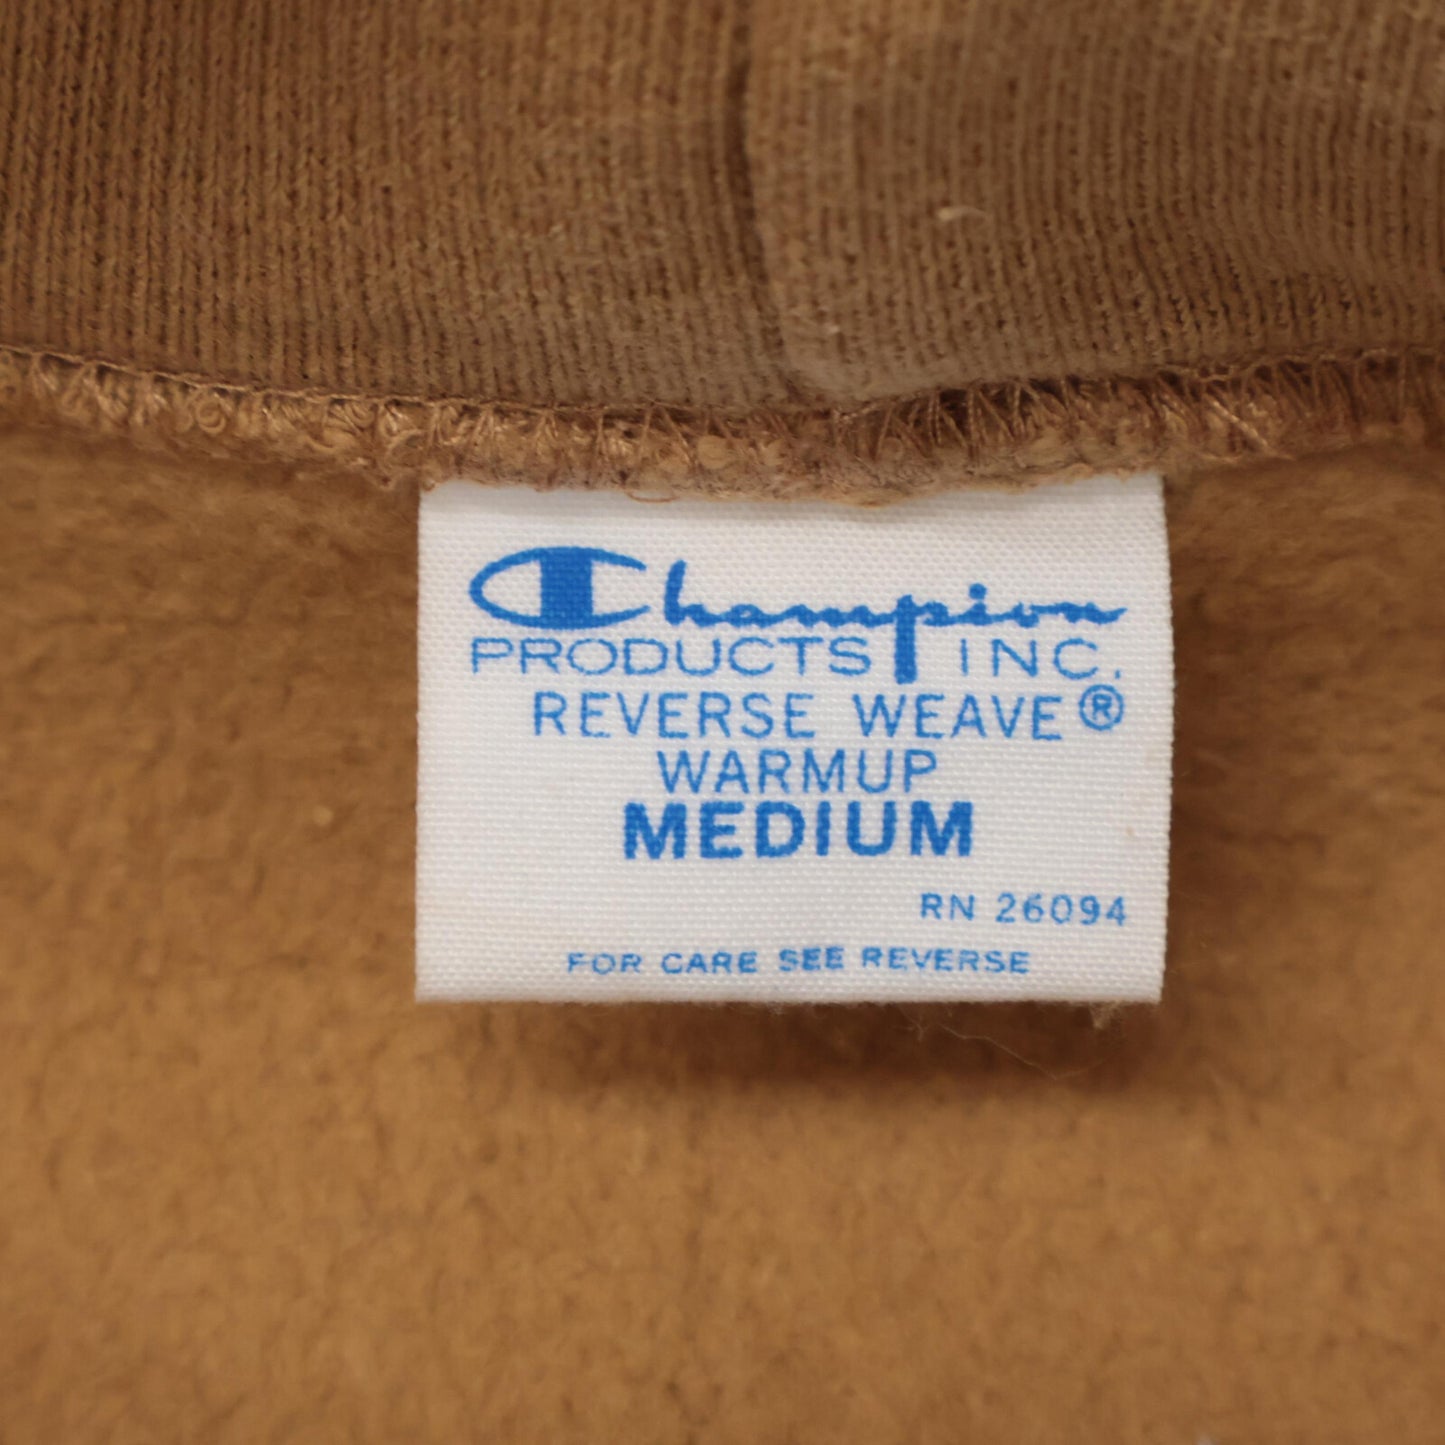 Champion
PRODUCTS INC.
REVERSE WEAVE®
WARMUP
MEDIUM
RN 26094
FOR CARE SEE REVERSE